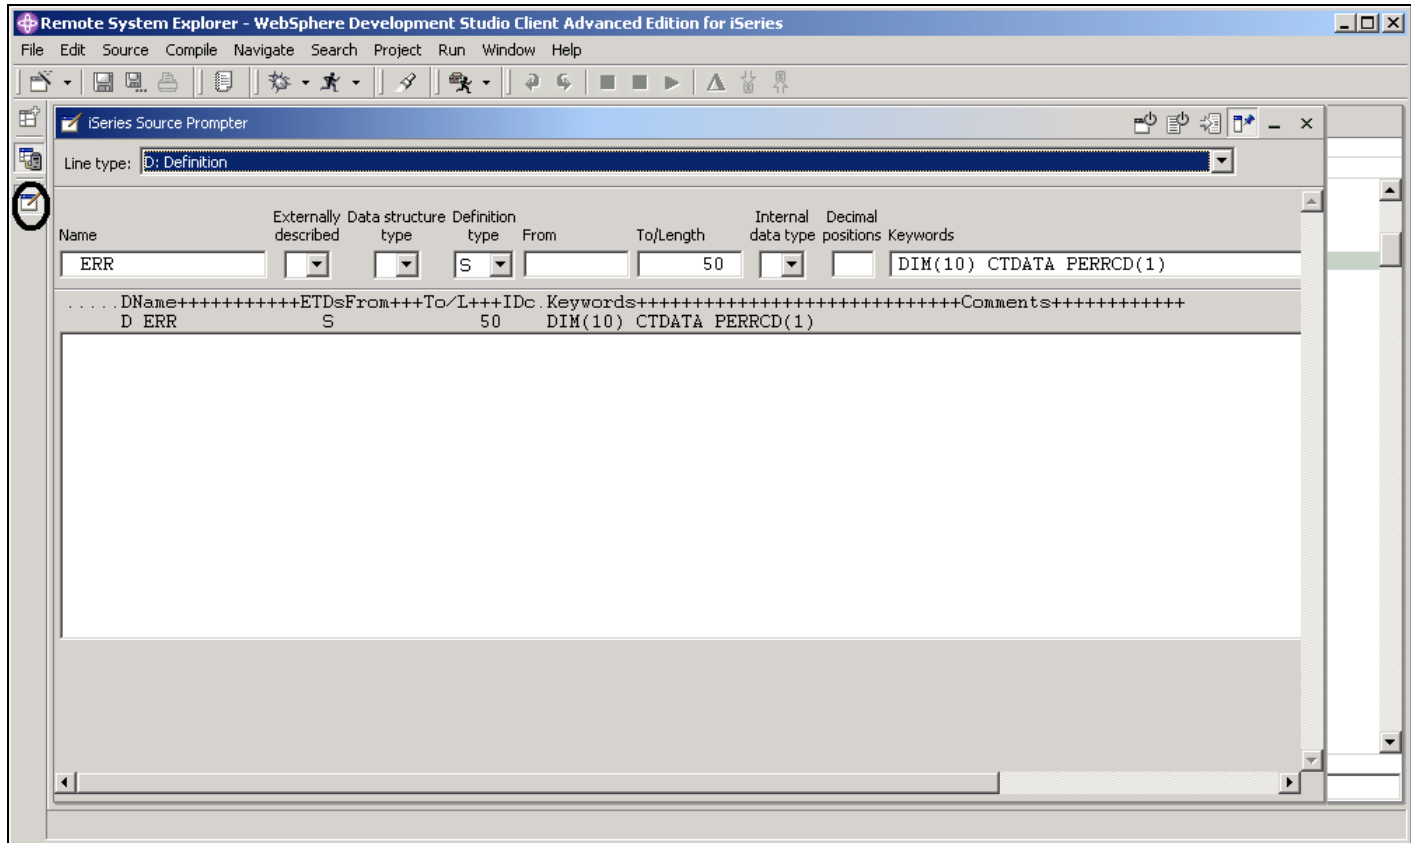 Remote System Explorer - WebSphere Development Studio Client Advanced Edition for iSeries
File Edit Source Compile Navigate Search Project Run Window Help
iSeries Source Prompter
Line type: D: Definition
Externally Data structure Definition Internal Decimal
Name described type type From To/Length data type positions Keywords
ERR S 50 DIM(10) CTDATA PERRCD(1)
.....DName+++++++++++ETDsFrom+++To/L+++IDc.Keywords+++++++++++++++++++++++++++++Comments++++++++++++
D ERR S 50 DIM(10) CTDATA PERRCD(1)